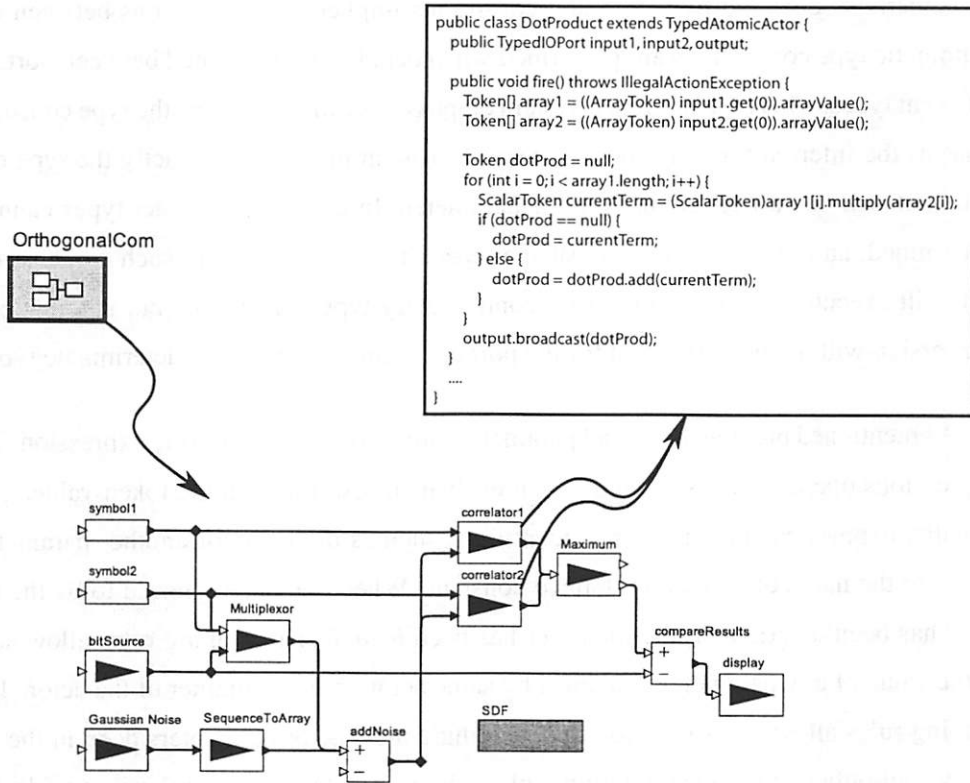 public class DotProduct extends TypedAtomicActor {
public TypedIOPort input1, input2, output;
public void fire() throws IllegalActionException {
Token[] array1 = ((ArrayToken) input1.get(0)).arrayValue();
Token[] array2 = ((ArrayToken) input2.get(0)).arrayValue();
Token dotProd = null;
for (int i = 0; i < array1.length; i++) {
ScalarToken currentTerm = (ScalarToken)array1[i].multiply(array2[i]);
if (dotProd == null) {
dotProd = currentTerm;
} else {
dotProd = dotProd.add(currentTerm);
}
}
output.broadcast(dotProd);
}
....
}
OrthogonalCom
symbol1
correlator1
Maximum
symbol2
correlator2
Multiplexor
bitSource
compareResults
+
−
display
Gaussian Noise
SequenceToArray
addNoise
+
−
SDF